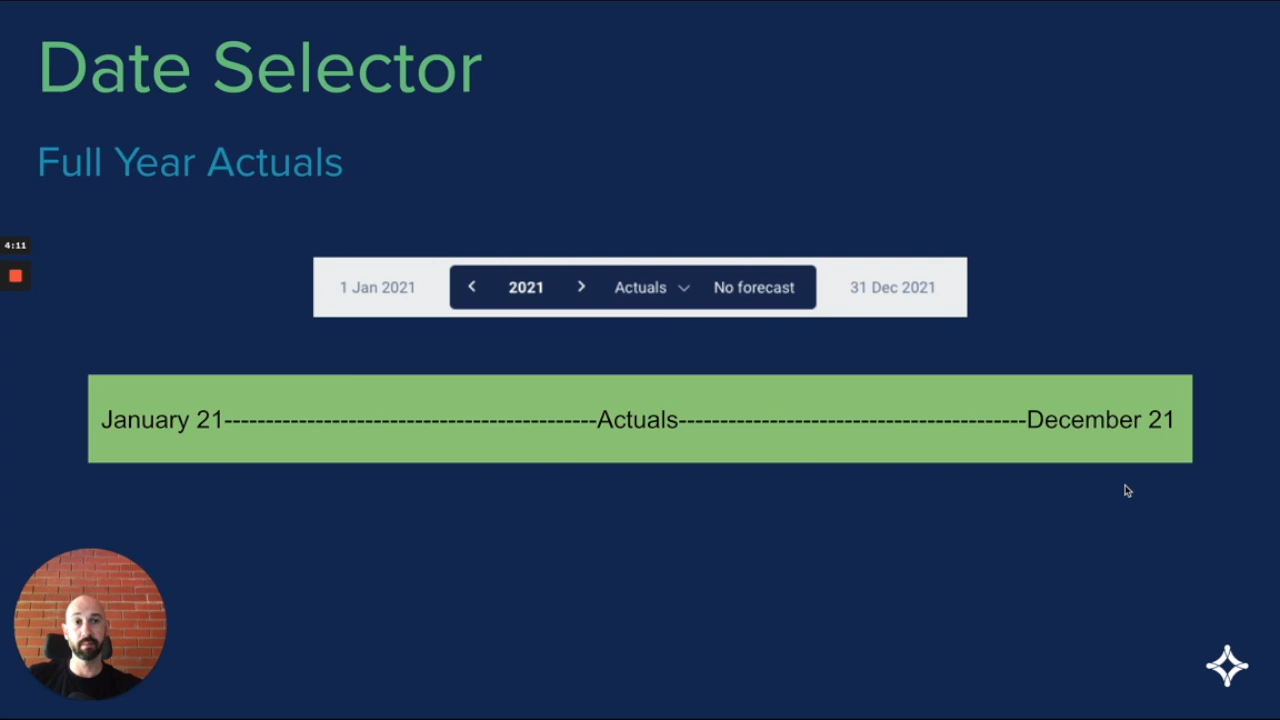 Date Selector
Full Year Actuals
4:11
1 Jan 2021 2021 Actuals No forecast 31 Dec 2021
January 21---------------------------------------------Actuals------------------------------------------December 21